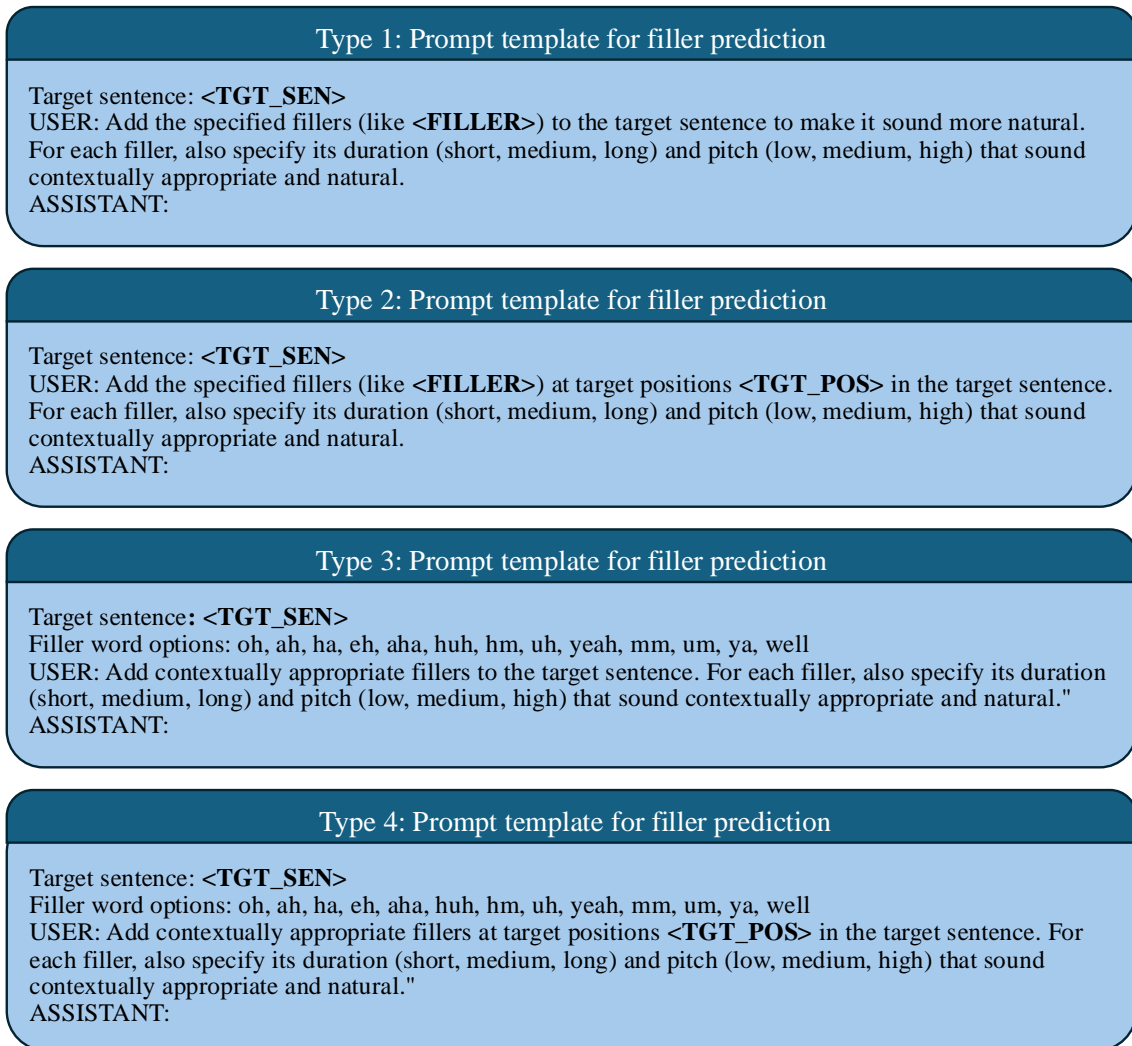 Type 1: Prompt template for filler prediction
Target sentence: <TGT_SEN>
USER: Add the specified fillers (like <FILLER>) to the target sentence to make it sound more natural.
For each filler, also specify its duration (short, medium, long) and pitch (low, medium, high) that sound
contextually appropriate and natural.
ASSISTANT:
Type 2: Prompt template for filler prediction
Target sentence: <TGT_SEN>
USER: Add the specified fillers (like <FILLER>) at target positions <TGT_POS> in the target sentence.
For each filler, also specify its duration (short, medium, long) and pitch (low, medium, high) that sound
contextually appropriate and natural.
ASSISTANT:
Type 3: Prompt template for filler prediction
Target sentence: <TGT_SEN>
Filler word options: oh, ah, ha, eh, aha, huh, hm, uh, yeah, mm, um, ya, well
USER: Add contextually appropriate fillers to the target sentence. For each filler, also specify its duration
(short, medium, long) and pitch (low, medium, high) that sound contextually appropriate and natural."
ASSISTANT:
Type 4: Prompt template for filler prediction
Target sentence: <TGT_SEN>
Filler word options: oh, ah, ha, eh, aha, huh, hm, uh, yeah, mm, um, ya, well
USER: Add contextually appropriate fillers at target positions <TGT_POS> in the target sentence. For
each filler, also specify its duration (short, medium, long) and pitch (low, medium, high) that sound
contextually appropriate and natural."
ASSISTANT: